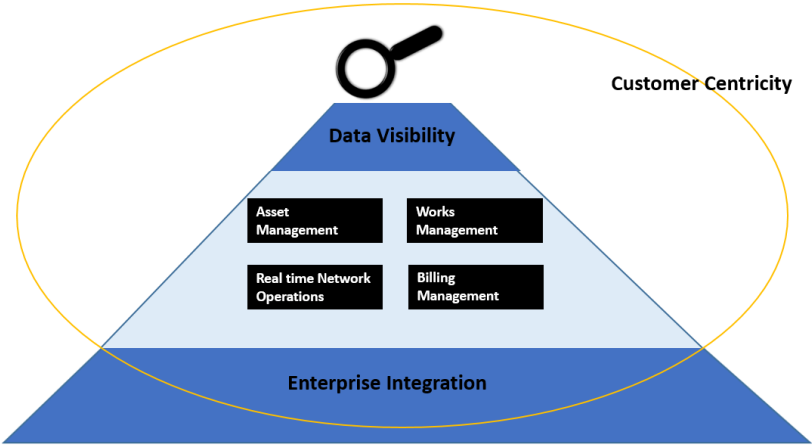 Customer Centricity
Data Visibility
Asset
Management
Works
Management
Real time Network
Operations
Billing
Management
Enterprise Integration